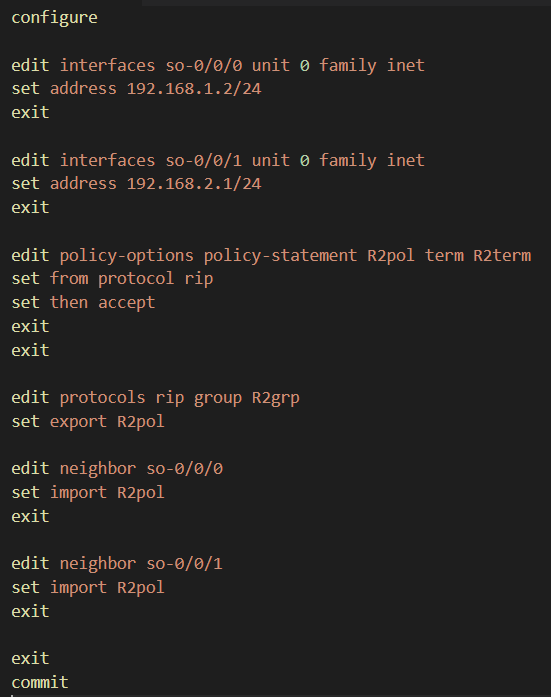 configure
edit interfaces so-0/0/0 unit 0 family inet
set address 192.168.1.2/24
exit
edit interfaces so-0/0/1 unit 0 family inet
set address 192.168.2.1/24
exit
edit policy-options policy-statement R2pol term R2term
set from protocol rip
set then accept
exit
exit
edit protocols rip group R2grp
set export R2pol
edit neighbor so-0/0/0
set import R2pol
exit
edit neighbor so-0/0/1
set import R2pol
exit
exit
commit